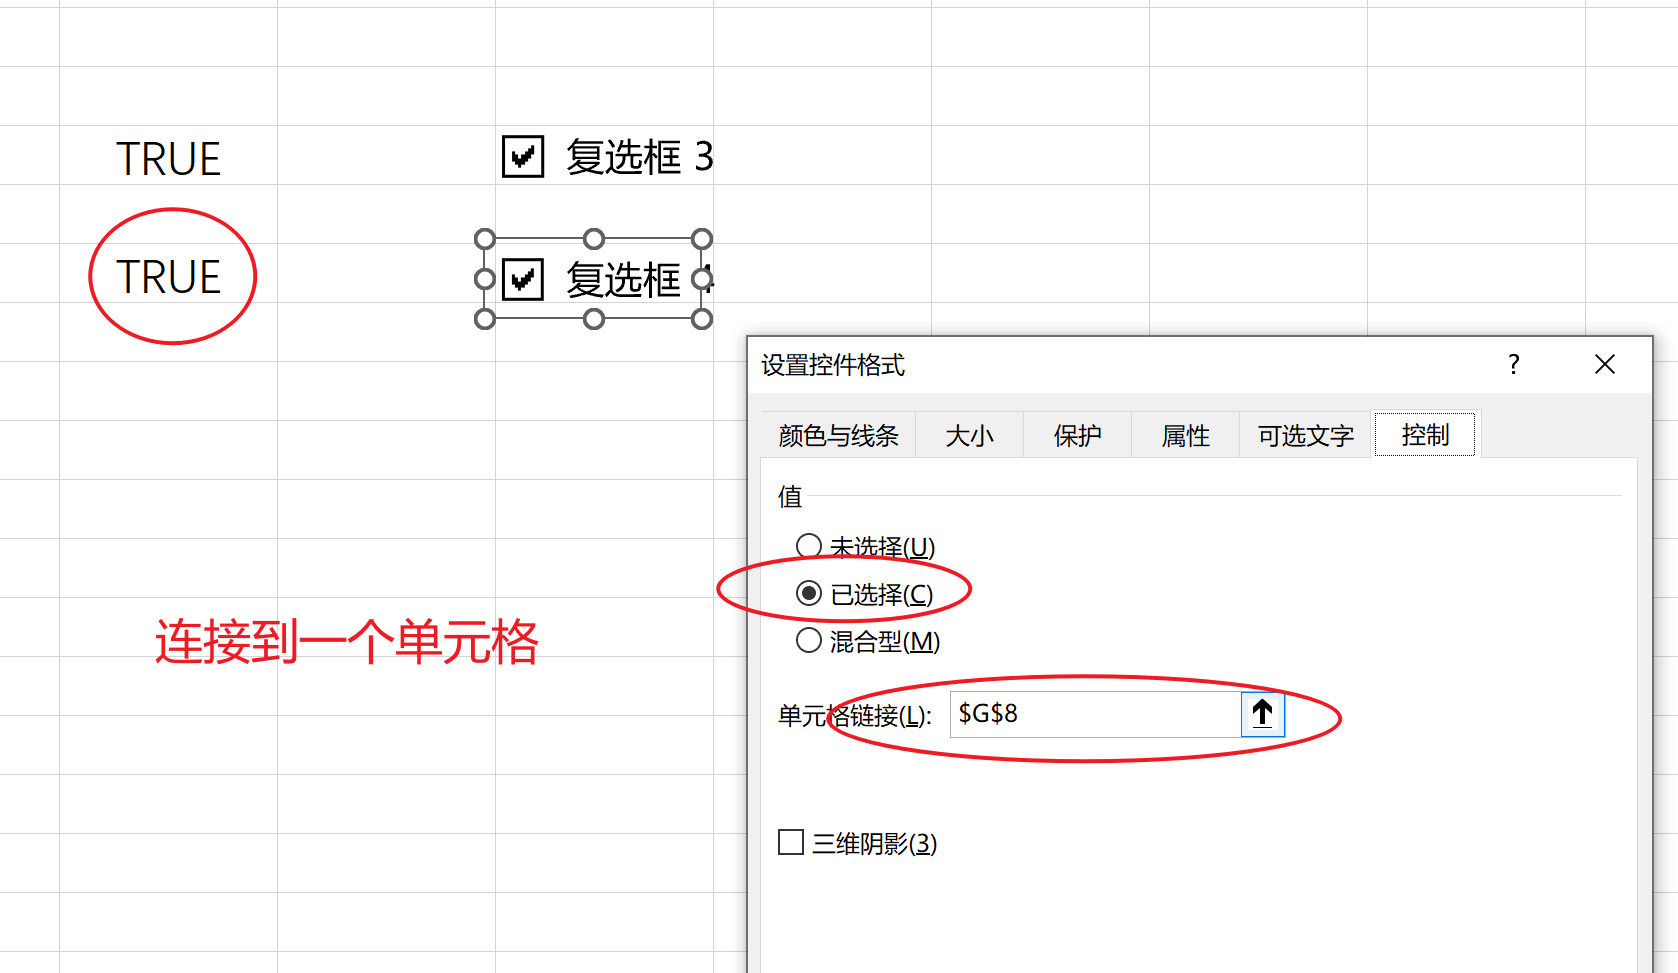 TRUE
复选框 3
TRUE
复选框 4
设置控件格式
?
颜色与线条
大小
保护
属性
可选文字
控制
值
未选择(U)
已选择(C)
混合型(M)
连接到一个单元格
单元格链接(L):
$G$8
三维阴影(3)